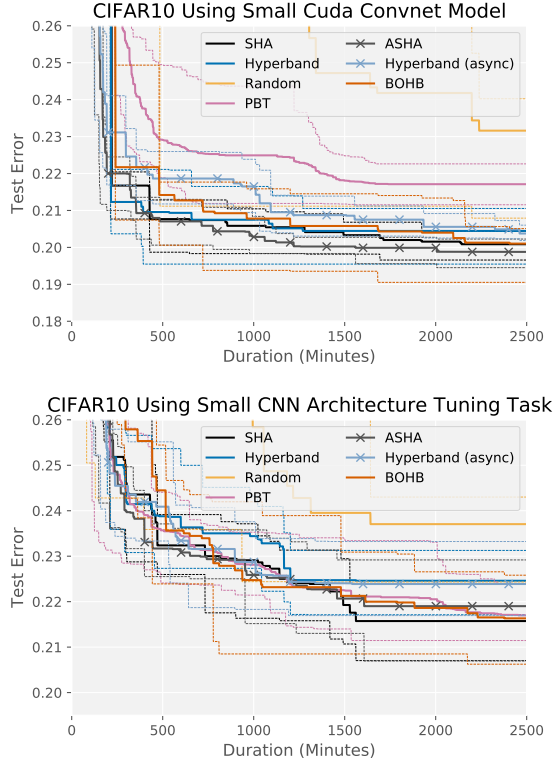 CIFAR10 Using Small Cuda Convnet Model
0.26
0.25
0.24
0.23
0.22
0.21
0.20
0.19
0.18
Test Error
SHA
Hyperband
Random
PBT
ASHA
Hyperband (async)
BOHB
0
500
1000
1500
2000
2500
Duration (Minutes)
CIFAR10 Using Small CNN Architecture Tuning Task
0.26
0.25
0.24
0.23
0.22
0.21
0.20
Test Error
SHA
Hyperband
Random
PBT
ASHA
Hyperband (async)
BOHB
0
500
1000
1500
2000
2500
Duration (Minutes)